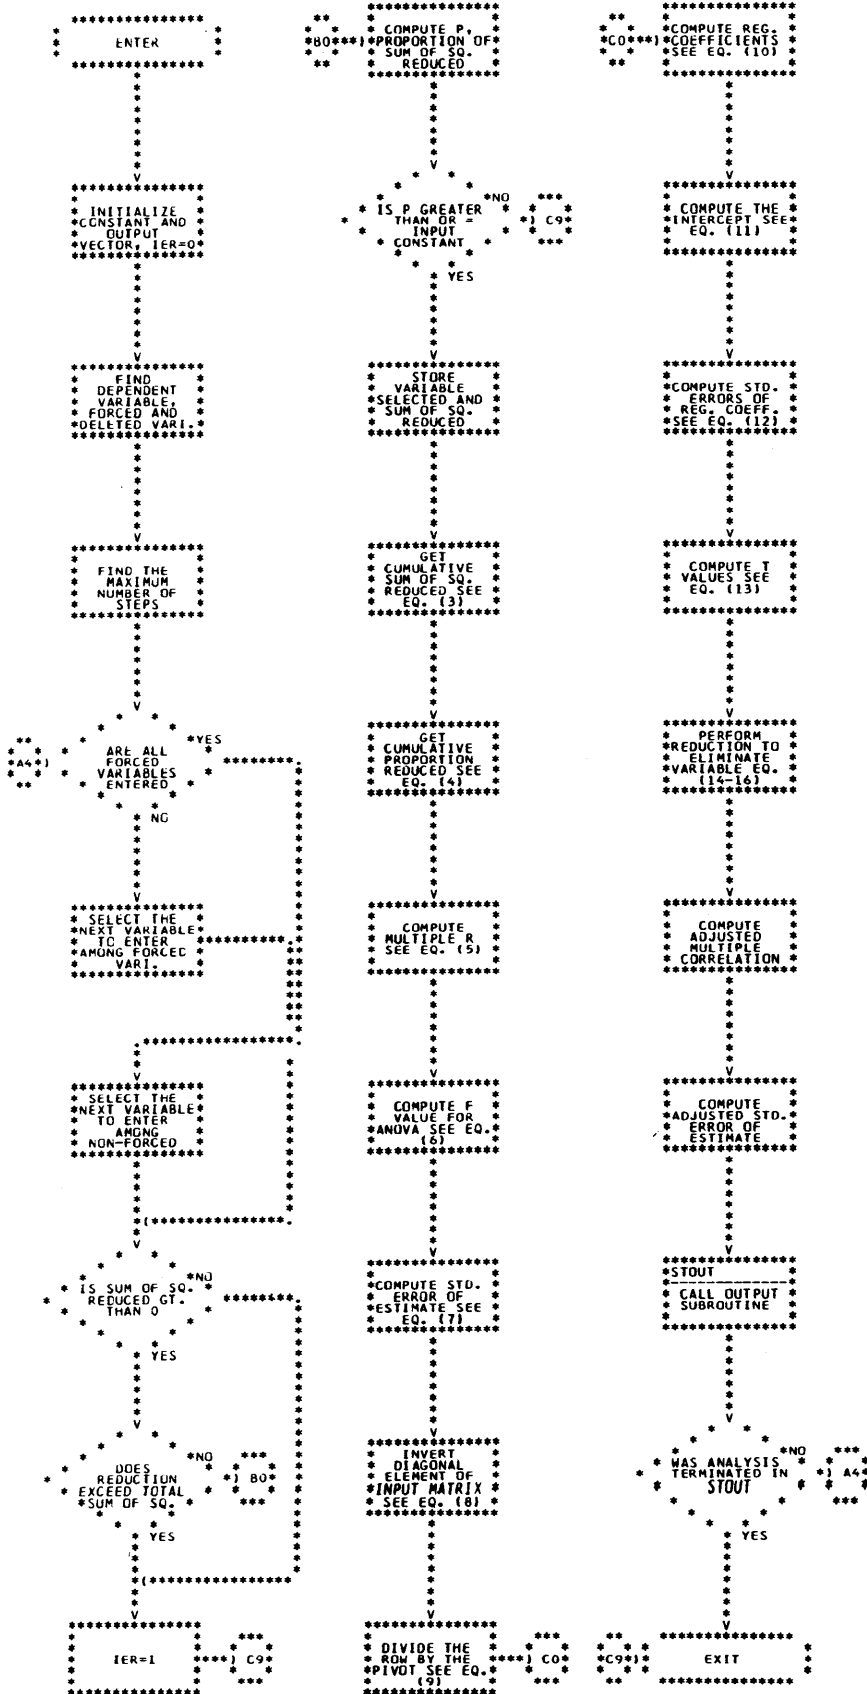 ENTER
INITIALIZE
CONSTANT AND
OUTPUT
VECTOR, IER=0
FIND
DEPENDENT
VARIABLE,
FORCED AND
DELETED VARI.
FIND THE
MAXIMUM
NUMBER OF
STEPS
A4
ARE ALL
FORCED
VARIABLES
ENTERED
YES
NO
SELECT THE
NEXT VARIABLE
TO ENTER
AMONG FORCED
VARI.
SELECT THE
NEXT VARIABLE
TO ENTER
AMONG
NON-FORCED
IS SUM OF SQ.
REDUCED GT.
THAN 0
NO
YES
DOES
REDUCTION
EXCEED TOTAL
SUM OF SQ.
NO
B0
YES
IER=1
C9
B0
COMPUTE P,
PROPORTION OF
SUM OF SQ.
REDUCED
IS P GREATER
THAN OR =
INPUT
CONSTANT
NO
C9
YES
STORE
VARIABLE
SELECTED AND
SUM OF SQ.
REDUCED
GET
CUMULATIVE
SUM OF SQ.
REDUCED SEE
EQ. (3)
GET
CUMULATIVE
PROPORTION
REDUCED SEE
EQ. (4)
COMPUTE
MULTIPLE R
SEE EQ. (5)
COMPUTE F
VALUE FOR
ANOVA SEE EQ.
(6)
COMPUTE STD.
ERROR OF
ESTIMATE SEE
EQ. (7)
INVERT
DIAGONAL
ELEMENT OF
INPUT MATRIX
SEE EQ. (8)
DIVIDE THE
ROW BY THE
PIVOT SEE EQ.
(9)
C0
C0
COMPUTE REG.
COEFFICIENTS
SEE EQ. (10)
COMPUTE THE
INTERCEPT SEE
EQ. (11)
COMPUTE STD.
ERRORS OF
REG. COEFF.
SEE EQ. (12)
COMPUTE T
VALUES SEE
EQ. (13)
PERFORM
REDUCTION TO
ELIMINATE
VARIABLE EQ.
(14-16)
COMPUTE
ADJUSTED
MULTIPLE
CORRELATION
COMPUTE
ADJUSTED STD.
ERROR OF
ESTIMATE
STOUT
CALL OUTPUT
SUBROUTINE
WAS ANALYSIS
TERMINATED IN
STOUT
NO
A4
YES
C9
EXIT